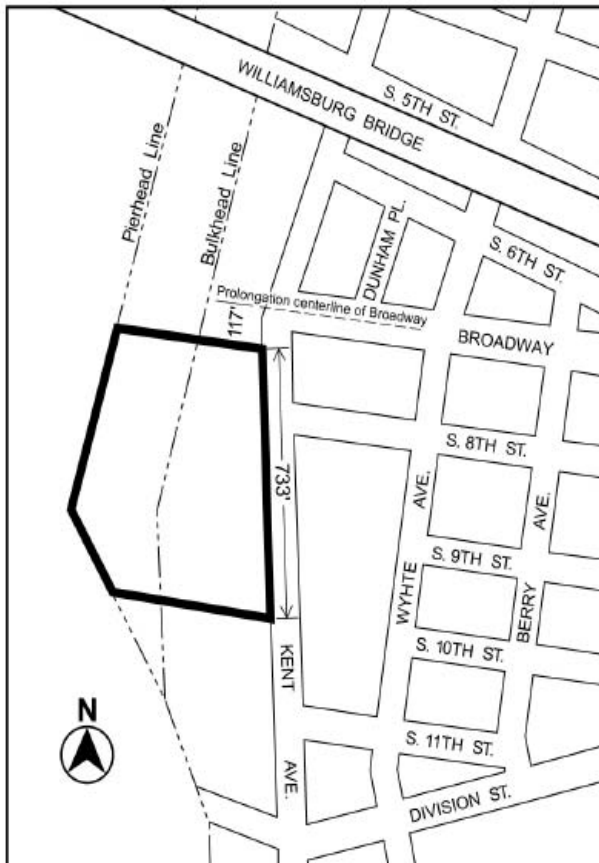 S. 5TH ST.
WILLIAMSBURG BRIDGE
Pierhead Line
Bulkhead Line
DUNHAM PL.
S. 6TH ST.
Prolongation centerline of Broadway
117'
BROADWAY
S. 8TH ST.
733'
AVE.
AVE.
S. 9TH ST.
WYHTE
BERRY
S. 10TH ST.
KENT
N
S. 11TH ST.
AVE.
DIVISION ST.